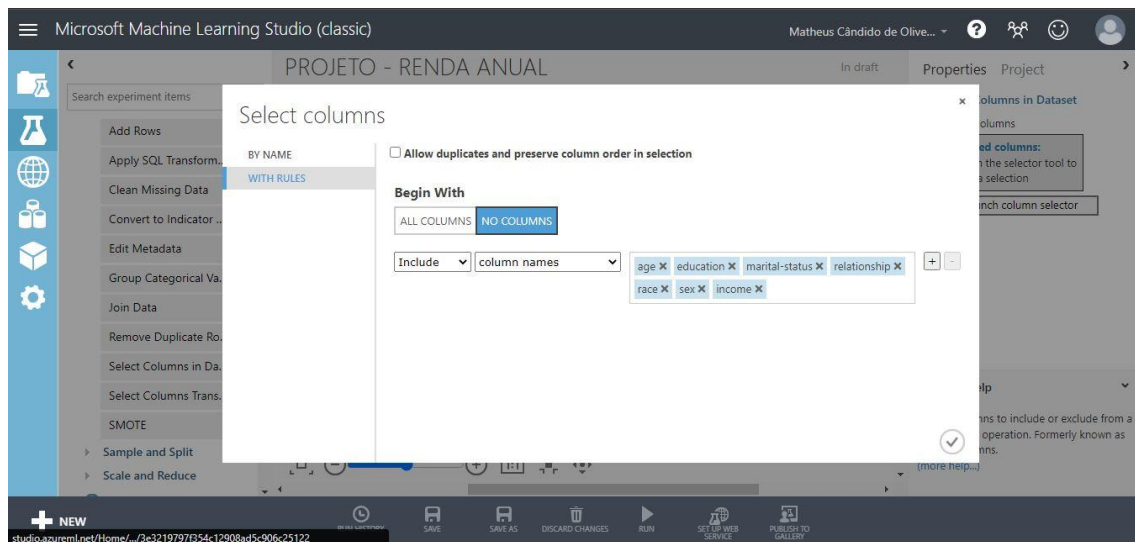 Microsoft Machine Learning Studio (classic)
Matheus Cândido de Olive...
?
PROJETO - RENDA ANUAL
In draft
Properties Project
Search experiment items
Add Rows
Apply SQL Transform..
Clean Missing Data
Convert to Indicator ..
Edit Metadata
Group Categorical Va.
Join Data
Remove Duplicate Ro.
Select Columns in Da.
Select Columns Trans.
SMOTE
Sample and Split
Scale and Reduce
Select columns
×
BY NAME
WITH RULES
Allow duplicates and preserve column order in selection
Begin With
ALL COLUMNS NO COLUMNS
Include column names
age × education × marital-status × relationship ×
race × sex × income ×
+ -
olumns in Dataset
olumns
ed columns:
the selector tool to
selection
nch column selector
elp
ns to include or exclude from a
operation. Formerly known as
mns.
(more help...)
1:1
NEW
RUN HISTORY
SAVE
SAVE AS
DISCARD CHANGES
RUN
SET UP WEB
SERVICE
PUBLISH TO
GALLERY
studio.azureml.net/Home/.../3e3219797f354c12908ad5c906c25122